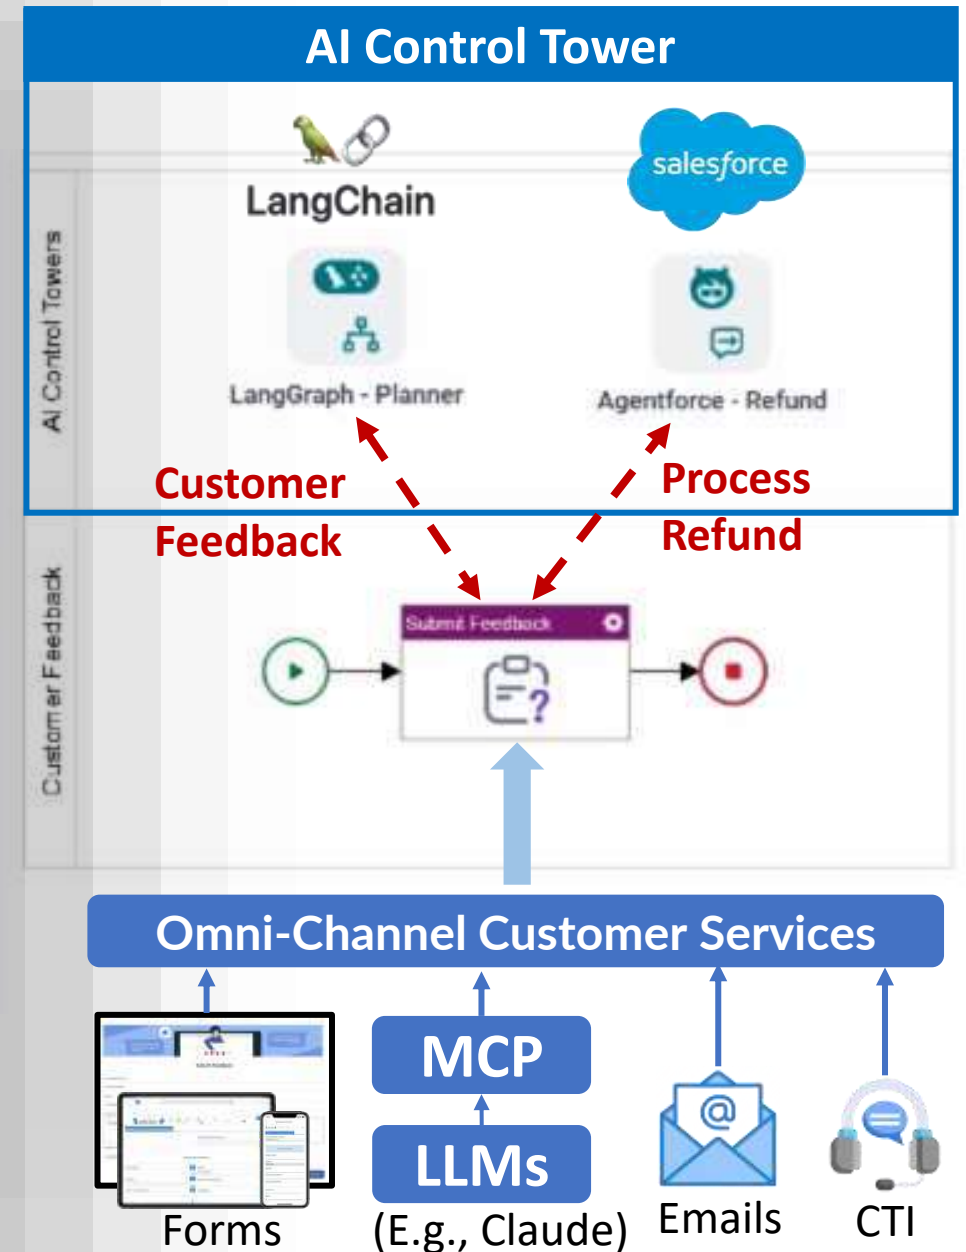 AI Control Tower
salesforce
LangChain
AI Control Towers
LangGraph - Planner
Agentforce - Refund
Customer
Feedback
Process
Refund
Customer Feedback
Submit Feedback
?
Omni-Channel Customer Services
MCP
@
LLMs
Forms
(E.g., Claude)
Emails
CTI